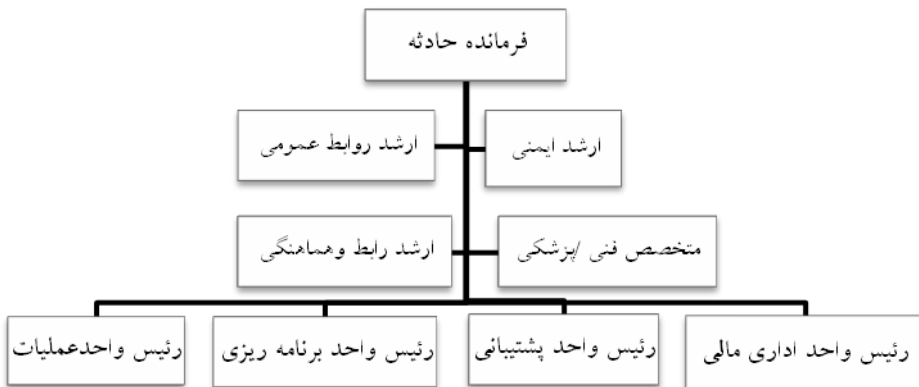 فرمانده حادثه
ارشد ایمنی
ارشد روابط عمومی
متخصص فنی /پزشکی
ارشد رابط وهماهنگی
رئیس واحد اداری مالی
رئیس واحد پشتیبانی
رئیس واحد برنامه ریزی
رئیس واحدعملیات